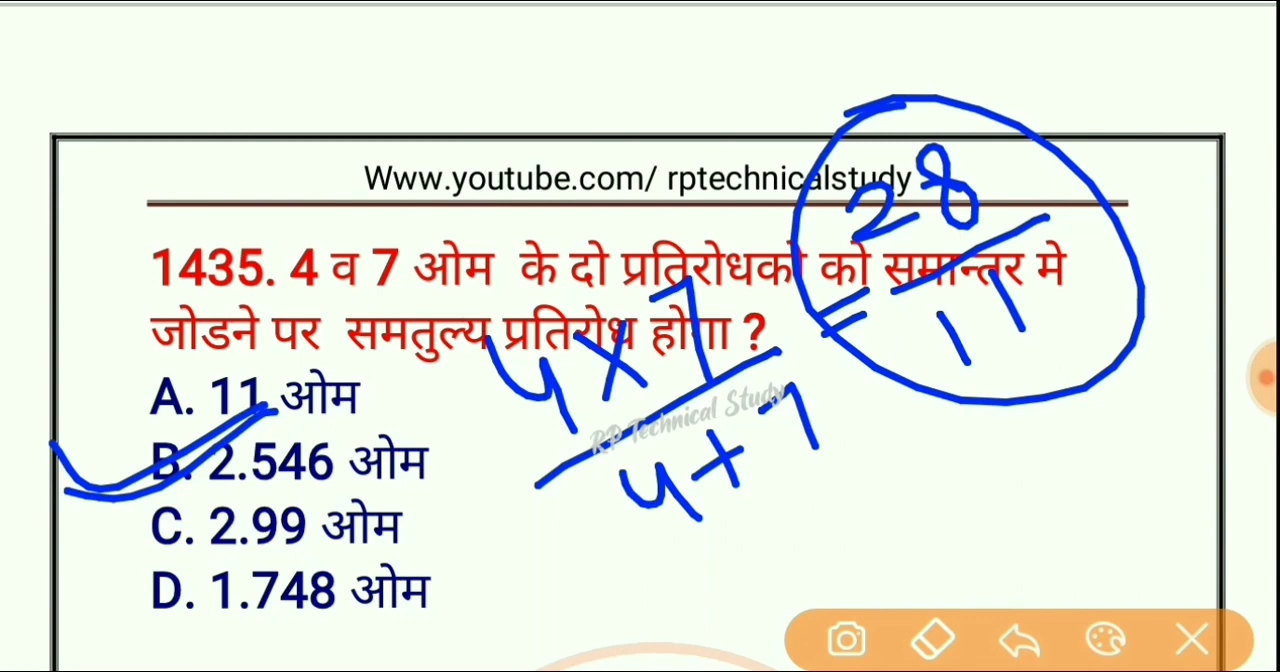 Www.youtube.com/ rptechnicalstudy
28
1435. 4 व 7 ओम के दो प्रतिरोधको को समान्तर मे
= 11
जोडने पर समतुल्य प्रतिरोध होगा ?
4 × 7
A. 11 ओम
RP Technical Study
4 + 7
B. 2.546 ओम
C. 2.99 ओम
D. 1.748 ओम